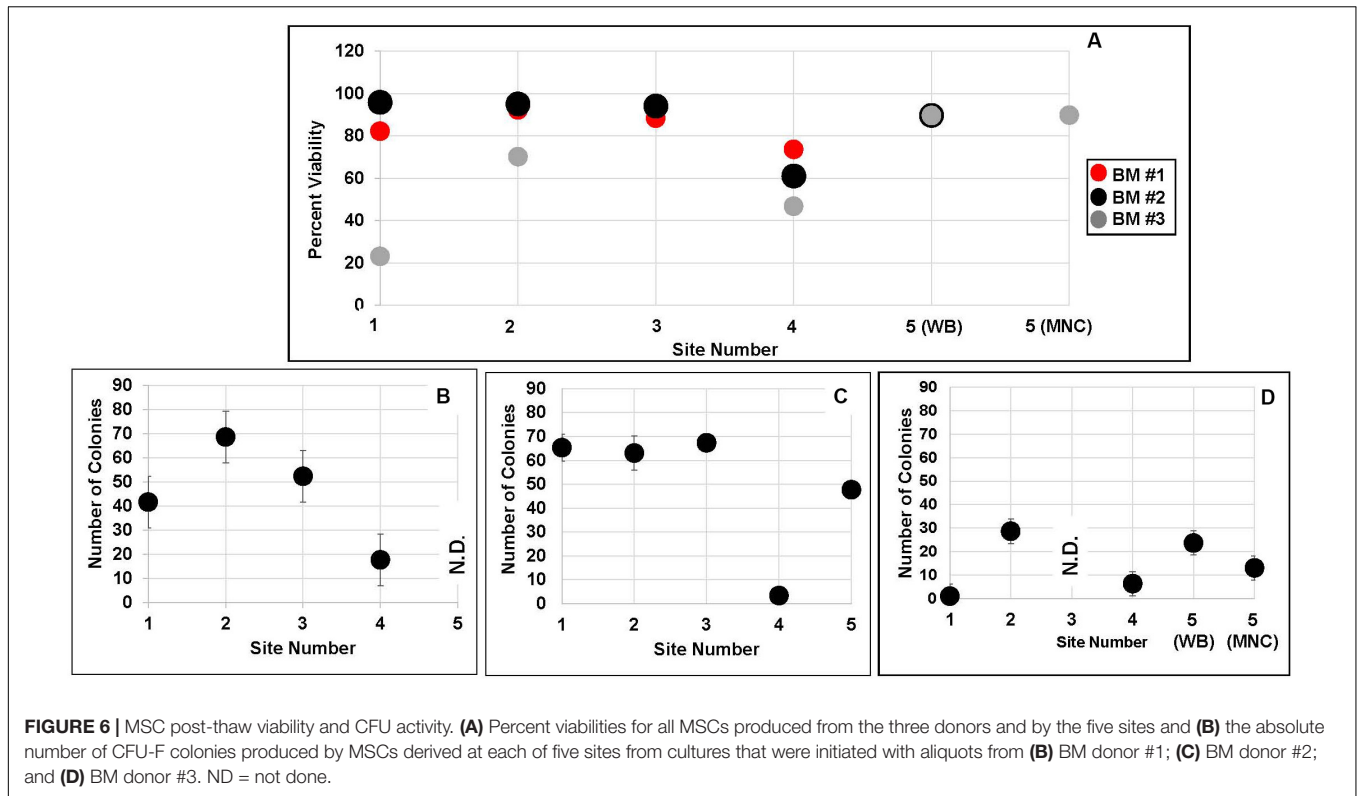 A
120
100
80
60
40
20
0
Percent Viability
1 2 3 4 5 (WB) 5 (MNC)
Site Number
BM #1
BM #2
BM #3
B
90
80
70
60
50
40
30
20
10
0
Number of Colonies
N.D.
1 2 3 4 5
Site Number
C
90
80
70
60
50
40
30
20
10
0
Number of Colonies
1 2 3 4 5
Site Number
D
90
80
70
60
50
40
30
20
10
0
Number of Colonies
N.D.
1 2 3 4 5 5
Site Number (WB) (MNC)
FIGURE 6 | MSC post-thaw viability and CFU activity. (A) Percent viabilities for all MSCs produced from the three donors and by the five sites and (B) the absolute
number of CFU-F colonies produced by MSCs derived at each of five sites from cultures that were initiated with aliquots from (B) BM donor #1; (C) BM donor #2;
and (D) BM donor #3. ND = not done.